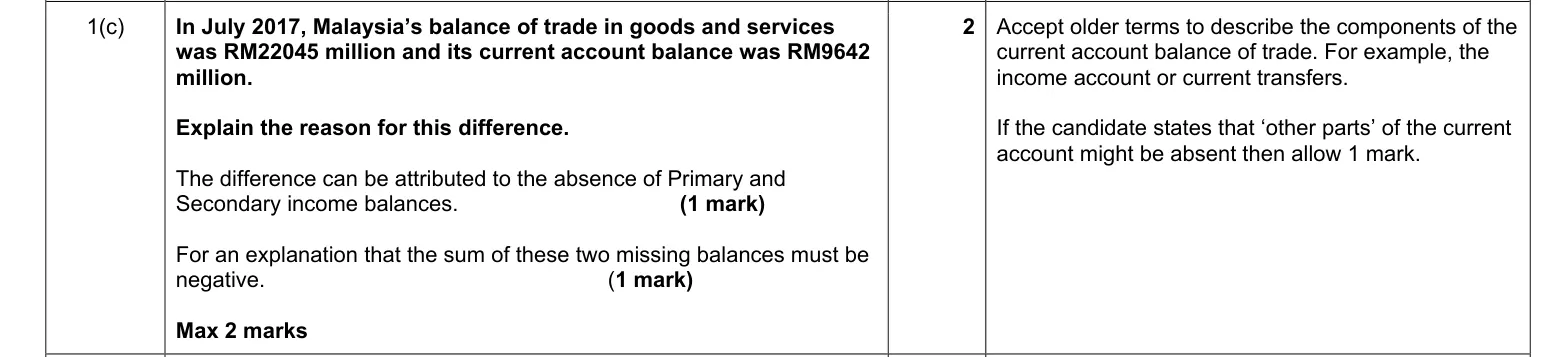 1(c)
In July 2017, Malaysia’s balance of trade in goods and services
was RM22045 million and its current account balance was RM9642
million.
Explain the reason for this difference.
The difference can be attributed to the absence of Primary and
Secondary income balances. (1 mark)
For an explanation that the sum of these two missing balances must be
negative. (1 mark)
Max 2 marks
2
Accept older terms to describe the components of the
current account balance of trade. For example, the
income account or current transfers.
If the candidate states that ‘other parts’ of the current
account might be absent then allow 1 mark.